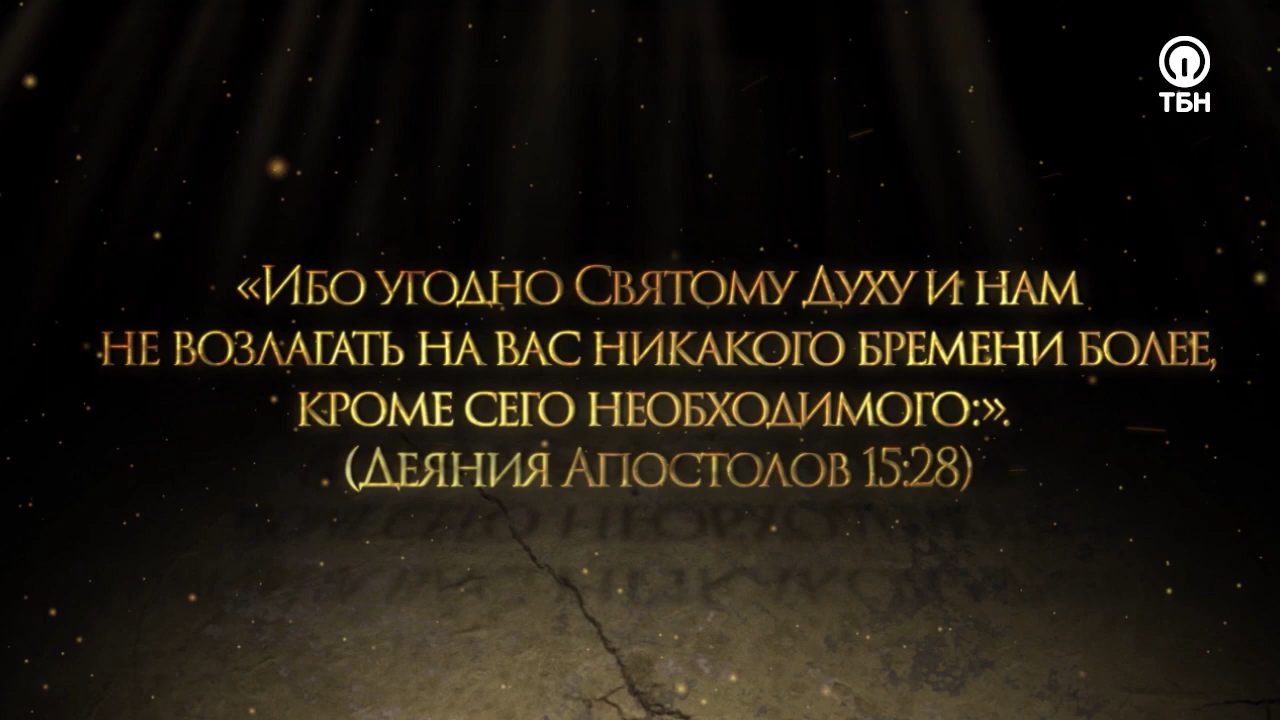 ТБН
«Ибо угодно Святому Духу и нам
не возлагать на вас никакого бремени более,
кроме сего необходимого:».
(Деяния Апостолов 15:28)